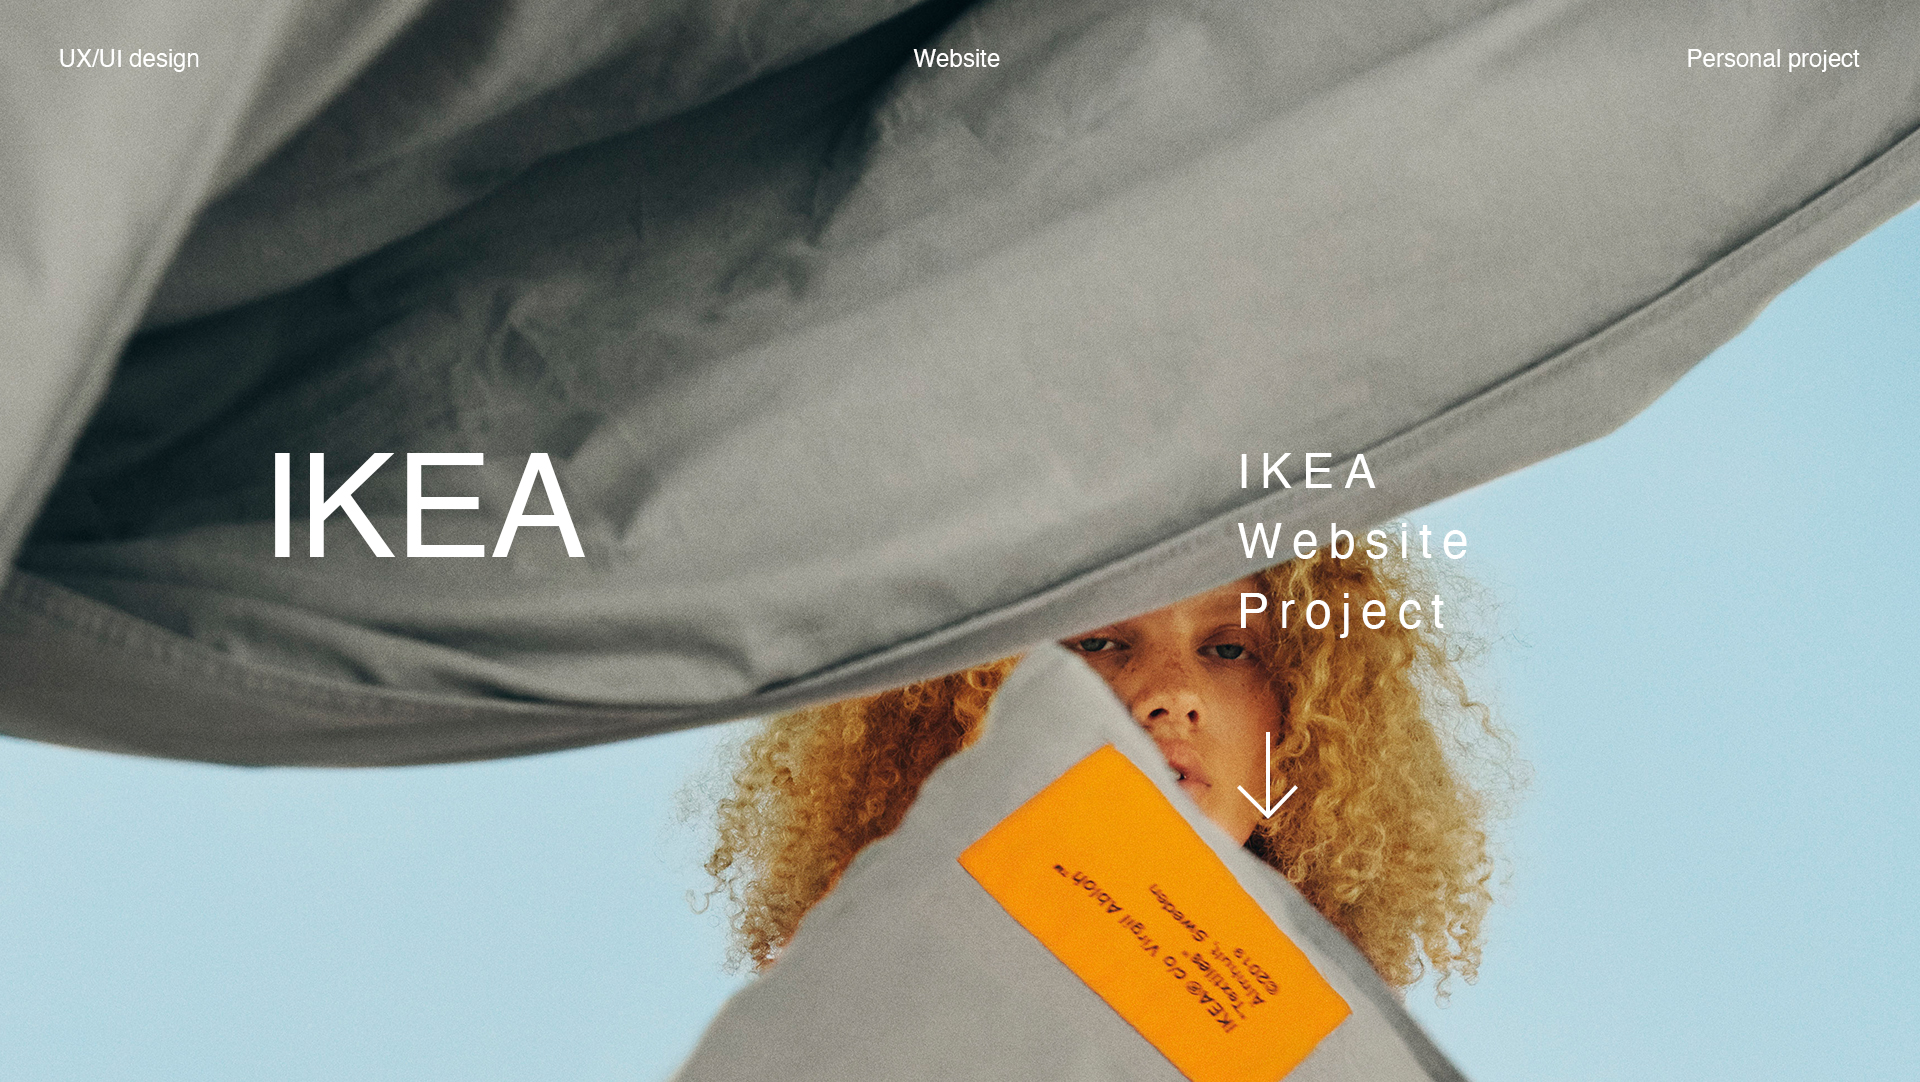 UX/UI design
Website
Personal project
IKEA
IKEA
Website
Project
IKEA® c/o Virgil Abloh™
"Textiles"
Älmhult, Sweden
©2019